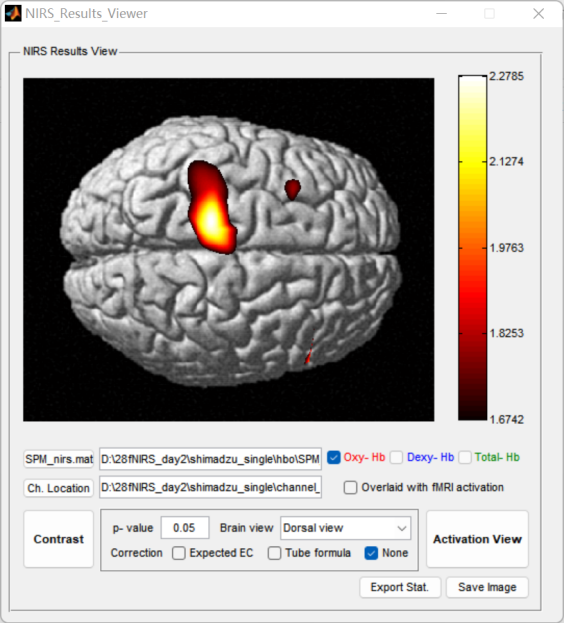 NIRS_Results_Viewer
NIRS Results View
2.2785
2.1274
1.9763
1.8253
1.6742
SPM_nirs.mat D:\28fNIRS_day2\shimadzu_single\hbo\SPM Oxy- Hb Dexy- Hb Total- Hb
Ch. Location D:\28fNIRS_day2\shimadzu_single\channel_ Overlaid with fMRI activation
Contrast p- value 0.05 Brain view Dorsal view Activation View
Correction Expected EC Tube formula None
Export Stat. Save Image